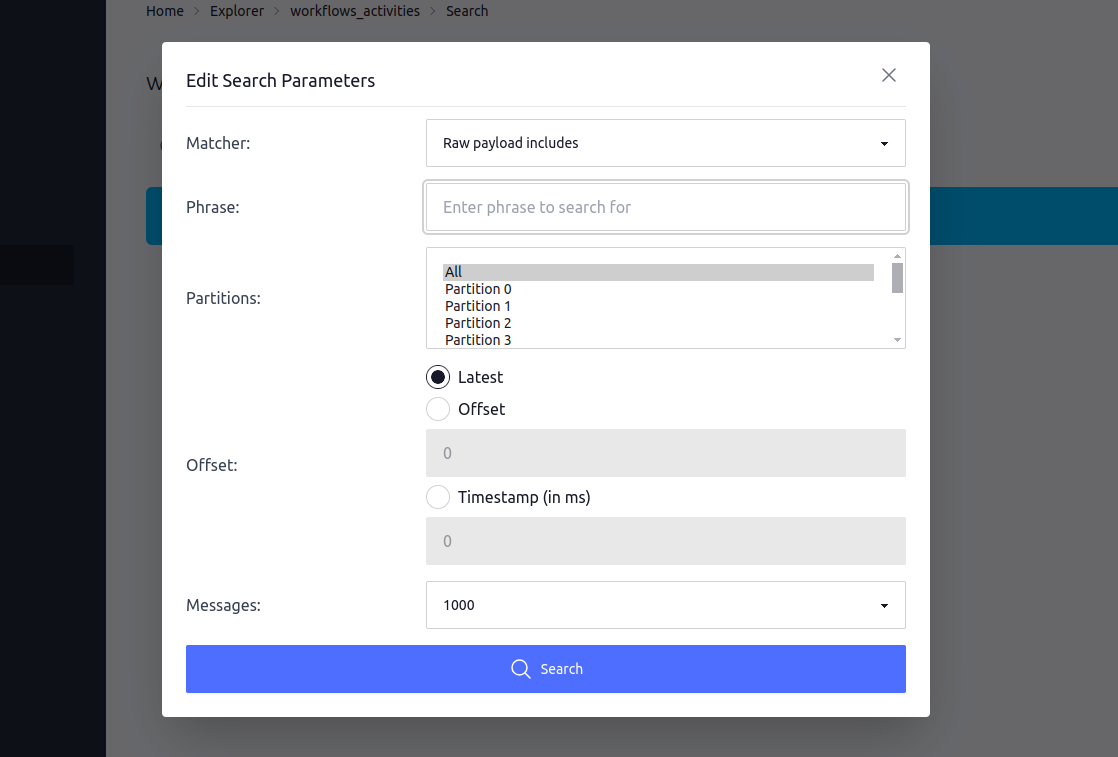 Home > Explorer > workflows_activities > Search
W
Edit Search Parameters
Matcher:
Raw payload includes
Phrase:
Enter phrase to search for
Partitions:
All
Partition 0
Partition 1
Partition 2
Partition 3
Latest
Offset
Offset:
0
Timestamp (in ms)
0
Messages:
1000
Search